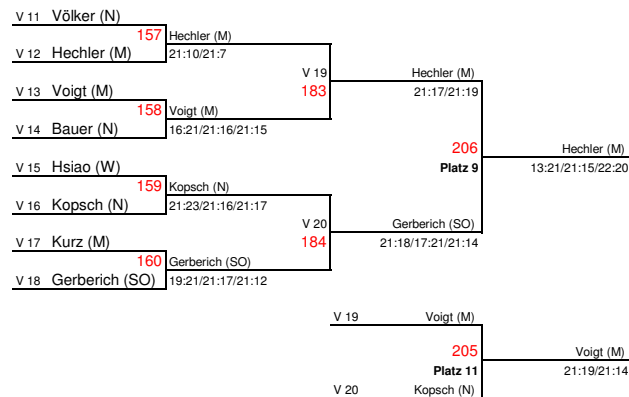 V 11 Völker (N)
157 Hechler (M)
V 12 Hechler (M) 21:10/21:7
V 19 Hechler (M)
V 13 Voigt (M) 183 21:17/21:19
158 Voigt (M)
V 14 Bauer (N) 16:21/21:16/21:15
206 Hechler (M)
V 15 Hsiao (W) Platz 9 13:21/21:15/22:20
159 Kopsch (N)
V 16 Kopsch (N) 21:23/21:16/21:17
V 20 Gerberich (SO)
V 17 Kurz (M) 184 21:18/17:21/21:14
160 Gerberich (SO)
V 18 Gerberich (SO) 19:21/21:17/21:12
V 19 Voigt (M)
205 Voigt (M)
Platz 11 21:19/21:14
V 20 Kopsch (N)